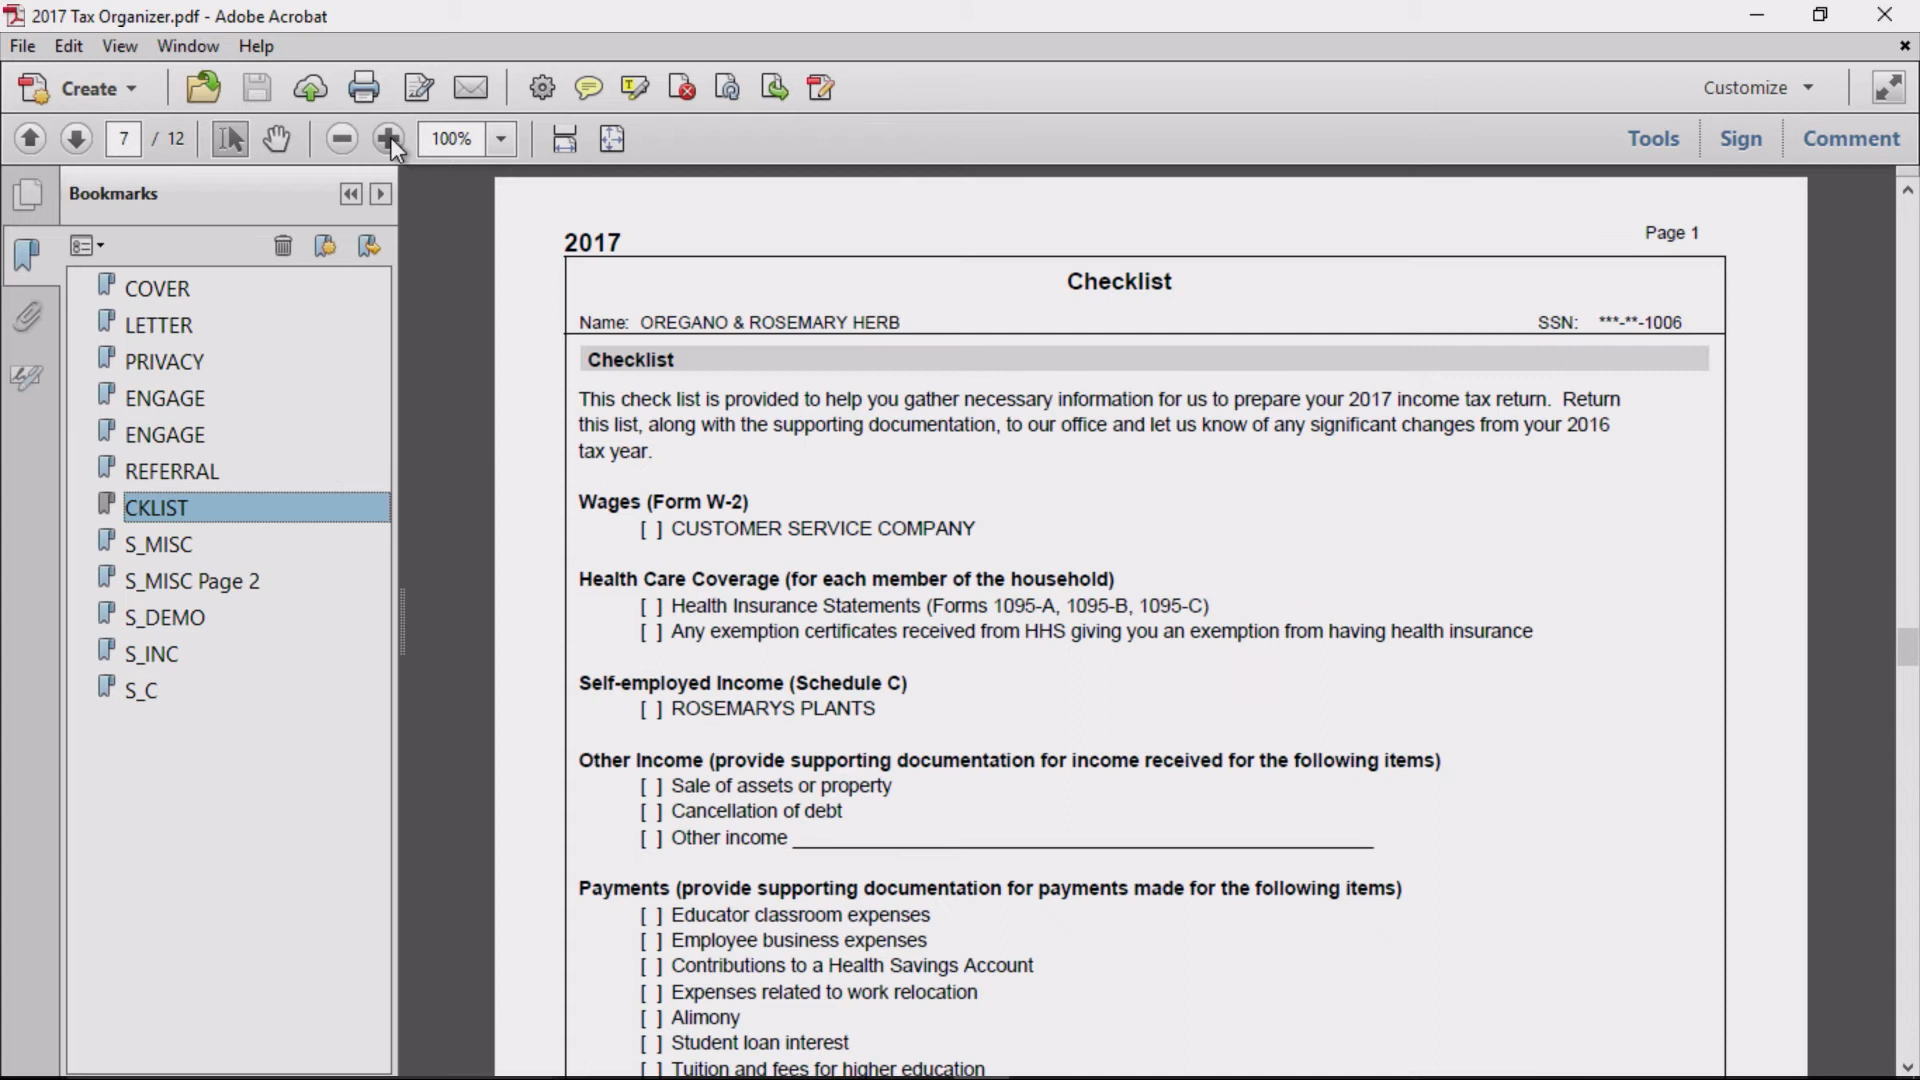 2017 Tax Organizer.pdf - Adobe Acrobat
File Edit View Window Help
Create
Customize
7 / 12
100%
Tools Sign Comment
Bookmarks
COVER
LETTER
PRIVACY
ENGAGE
ENGAGE
REFERRAL
CKLIST
S_MISC
S_MISC Page 2
S_DEMO
S_INC
S_C
2017
Page 1
Checklist
Name: OREGANO & ROSEMARY HERB SSN: ***-**-1006
Checklist
This check list is provided to help you gather necessary information for us to prepare your 2017 income tax return. Return
this list, along with the supporting documentation, to our office and let us know of any significant changes from your 2016
tax year.
Wages (Form W-2)
[ ] CUSTOMER SERVICE COMPANY
Health Care Coverage (for each member of the household)
[ ] Health Insurance Statements (Forms 1095-A, 1095-B, 1095-C)
[ ] Any exemption certificates received from HHS giving you an exemption from having health insurance
Self-employed Income (Schedule C)
[ ] ROSEMARYS PLANTS
Other Income (provide supporting documentation for income received for the following items)
[ ] Sale of assets or property
[ ] Cancellation of debt
[ ] Other income
Payments (provide supporting documentation for payments made for the following items)
[ ] Educator classroom expenses
[ ] Employee business expenses
[ ] Contributions to a Health Savings Account
[ ] Expenses related to work relocation
[ ] Alimony
[ ] Student loan interest
[ ] Tuition and fees for higher education